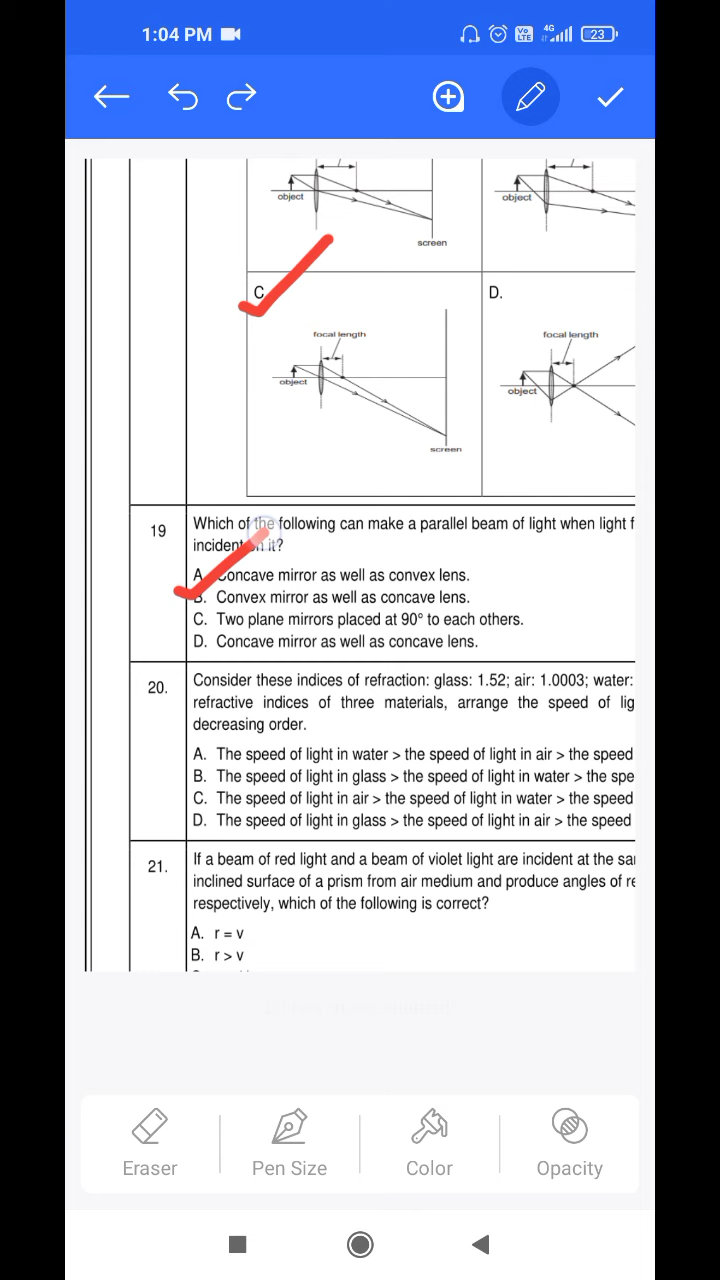 1:04 PM
Vo LTE 4G 23
object
screen
object
C
D.
focal length
object
screen
focal length
object
19
Which of the following can make a parallel beam of light when light f
incident on it?
A. Concave mirror as well as convex lens.
B. Convex mirror as well as concave lens.
C. Two plane mirrors placed at 90° to each others.
D. Concave mirror as well as concave lens.
20.
Consider these indices of refraction: glass: 1.52; air: 1.0003; water:
refractive indices of three materials, arrange the speed of lig
decreasing order.
A. The speed of light in water > the speed of light in air > the speed
B. The speed of light in glass > the speed of light in water > the spe
C. The speed of light in air > the speed of light in water > the speed
D. The speed of light in glass > the speed of light in air > the speed
21.
If a beam of red light and a beam of violet light are incident at the sa
inclined surface of a prism from air medium and produce angles of re
respectively, which of the following is correct?
A. r = v
B. r > v
Eraser
Pen Size
Color
Opacity